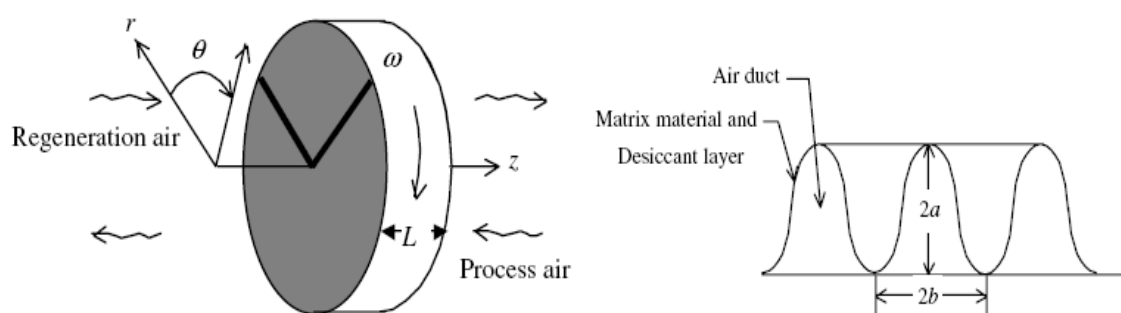 r
θ
ω
Regeneration air
z
L
Process air
Air duct
Matrix material and
Desiccant layer
2a
2b